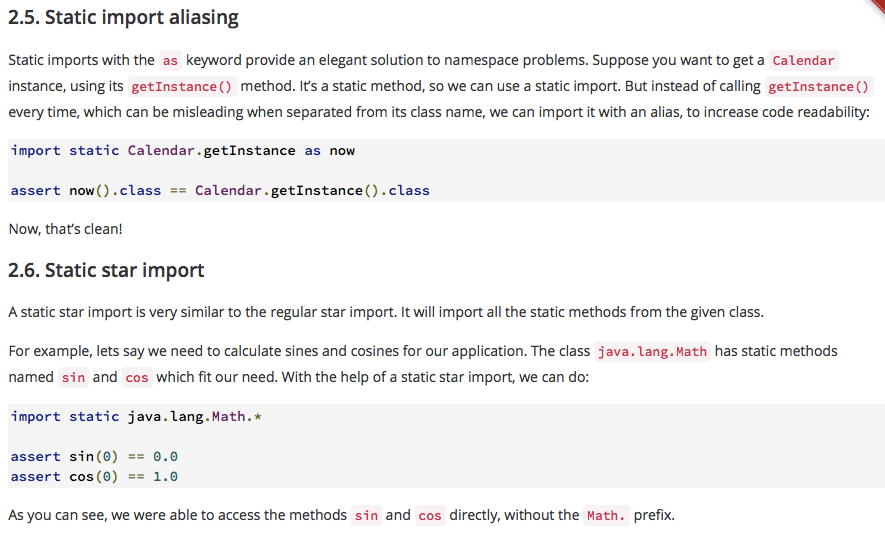 2.5. Static import aliasing
Static imports with the as keyword provide an elegant solution to namespace problems. Suppose you want to get a Calendar
instance, using its getInstance() method. It’s a static method, so we can use a static import. But instead of calling getInstance()
every time, which can be misleading when separated from its class name, we can import it with an alias, to increase code readability:
import static Calendar.getInstance as now
assert now().class == Calendar.getInstance().class
Now, that’s clean!
2.6. Static star import
A static star import is very similar to the regular star import. It will import all the static methods from the given class.
For example, lets say we need to calculate sines and cosines for our application. The class java.lang.Math has static methods
named sin and cos which fit our need. With the help of a static star import, we can do:
import static java.lang.Math.*
assert sin(0) == 0.0
assert cos(0) == 1.0
As you can see, we were able to access the methods sin and cos directly, without the Math. prefix.